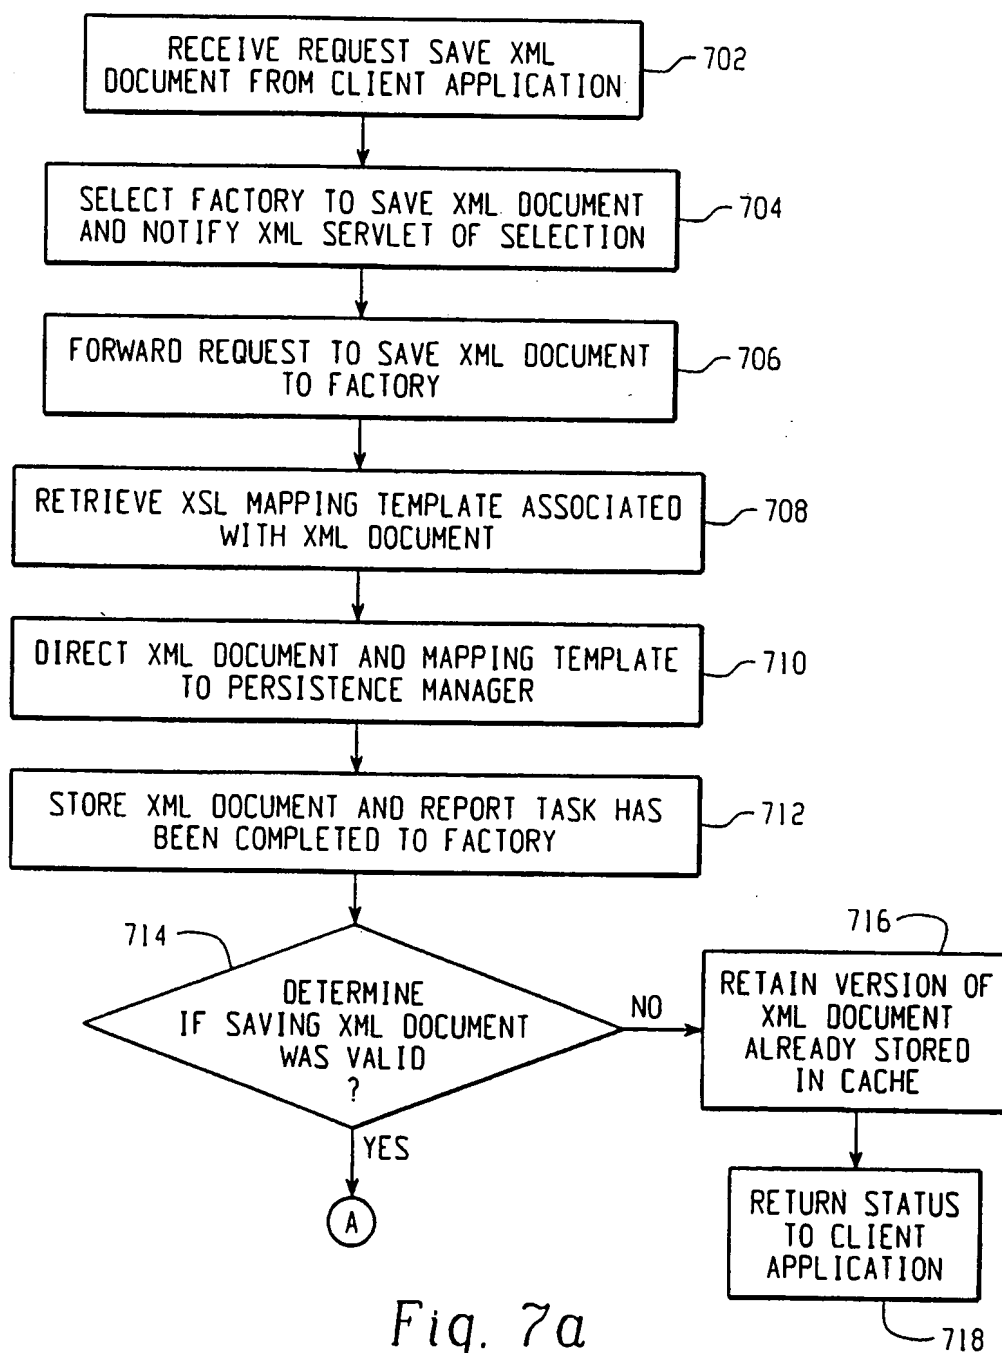 RECEIVE REQUEST SAVE XML
DOCUMENT FROM CLIENT APPLICATION
702
SELECT FACTORY TO SAVE XML DOCUMENT
AND NOTIFY XML SERVLET OF SELECTION
704
FORWARD REQUEST TO SAVE XML DOCUMENT
TO FACTORY
706
RETRIEVE XSL MAPPING TEMPLATE ASSOCIATED
WITH XML DOCUMENT
708
DIRECT XML DOCUMENT AND MAPPING TEMPLATE
TO PERSISTENCE MANAGER
710
STORE XML DOCUMENT AND REPORT TASK HAS
BEEN COMPLETED TO FACTORY
712
714
DETERMINE
IF SAVING XML DOCUMENT
WAS VALID
?
NO
YES
A
716
RETAIN VERSION OF
XML DOCUMENT
ALREADY STORED
IN CACHE
RETURN STATUS
TO CLIENT
APPLICATION
718
Fig. 7a